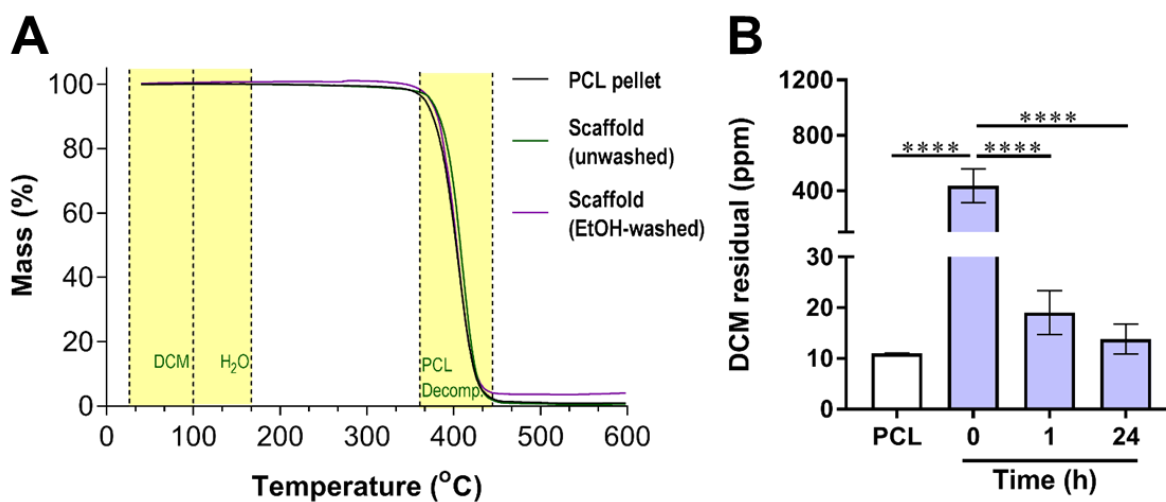 A
Mass (%)
100
80
60
40
20
0
DCM
H₂O
PCL
Decomp.
0 100 200 300 400 500 600
Temperature (°C)
PCL pellet
Scaffold
(unwashed)
Scaffold
(EtOH-washed)
B
DCM residual (ppm)
1200
800
400
30
20
10
0
****
**** ****
PCL 0 1 24
Time (h)